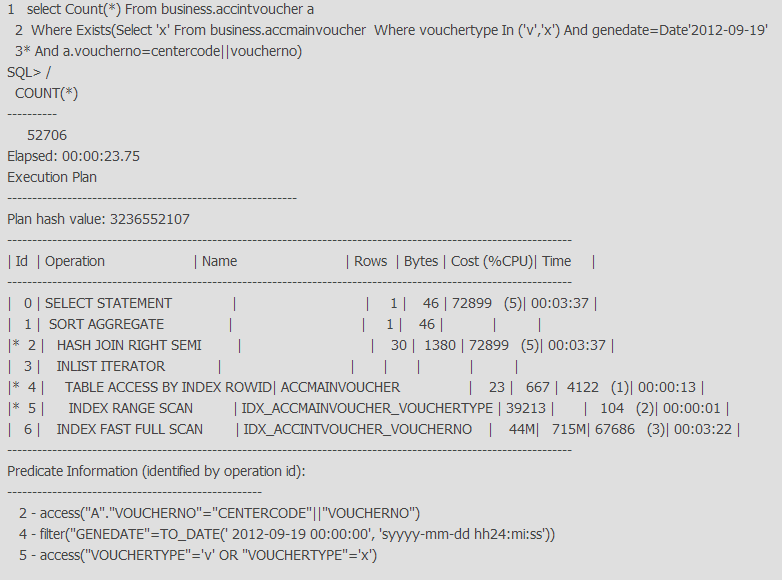 1   select Count(*) From business.accintvoucher a
  2  Where Exists(Select 'x' From business.accmainvoucher  Where vouchertype In ('v','x') And genedate=Date'2012-09-19'
  3* And a.voucherno=centercode||voucherno)
SQL> /
  COUNT(*)
----------
     52706
Elapsed: 00:00:23.75
Execution Plan
----------------------------------------------------------
Plan hash value: 3236552107
-----------------------------------------------------------------------------------------------------------------
| Id  | Operation                      | Name                           | Rows  | Bytes | Cost (%CPU)| Time     |
-----------------------------------------------------------------------------------------------------------------
|   0 | SELECT STATEMENT               |                                |     1 |    46 | 72899   (5)| 00:03:37 |
|   1 |  SORT AGGREGATE                |                                |     1 |    46 |            |          |
|*  2 |   HASH JOIN RIGHT SEMI         |                                |    30 |  1380 | 72899   (5)| 00:03:37 |
|   3 |    INLIST ITERATOR             |                                |       |       |            |          |
|*  4 |     TABLE ACCESS BY INDEX ROWID| ACCMAINVOUCHER                 |    23 |   667 |  4122   (1)| 00:00:13 |
|*  5 |      INDEX RANGE SCAN          | IDX_ACCMAINVOUCHER_VOUCHERTYPE | 39213 |       |   104   (2)| 00:00:01 |
|   6 |    INDEX FAST FULL SCAN        | IDX_ACCINTVOUCHER_VOUCHERNO    |    44M|   715M| 67686   (3)| 00:03:22 |
-----------------------------------------------------------------------------------------------------------------
Predicate Information (identified by operation id):
---------------------------------------------------
   2 - access("A"."VOUCHERNO"="CENTERCODE"||"VOUCHERNO")
   4 - filter("GENEDATE"=TO_DATE(' 2012-09-19 00:00:00', 'syyyy-mm-dd hh24:mi:ss'))
   5 - access("VOUCHERTYPE"='v' OR "VOUCHERTYPE"='x')